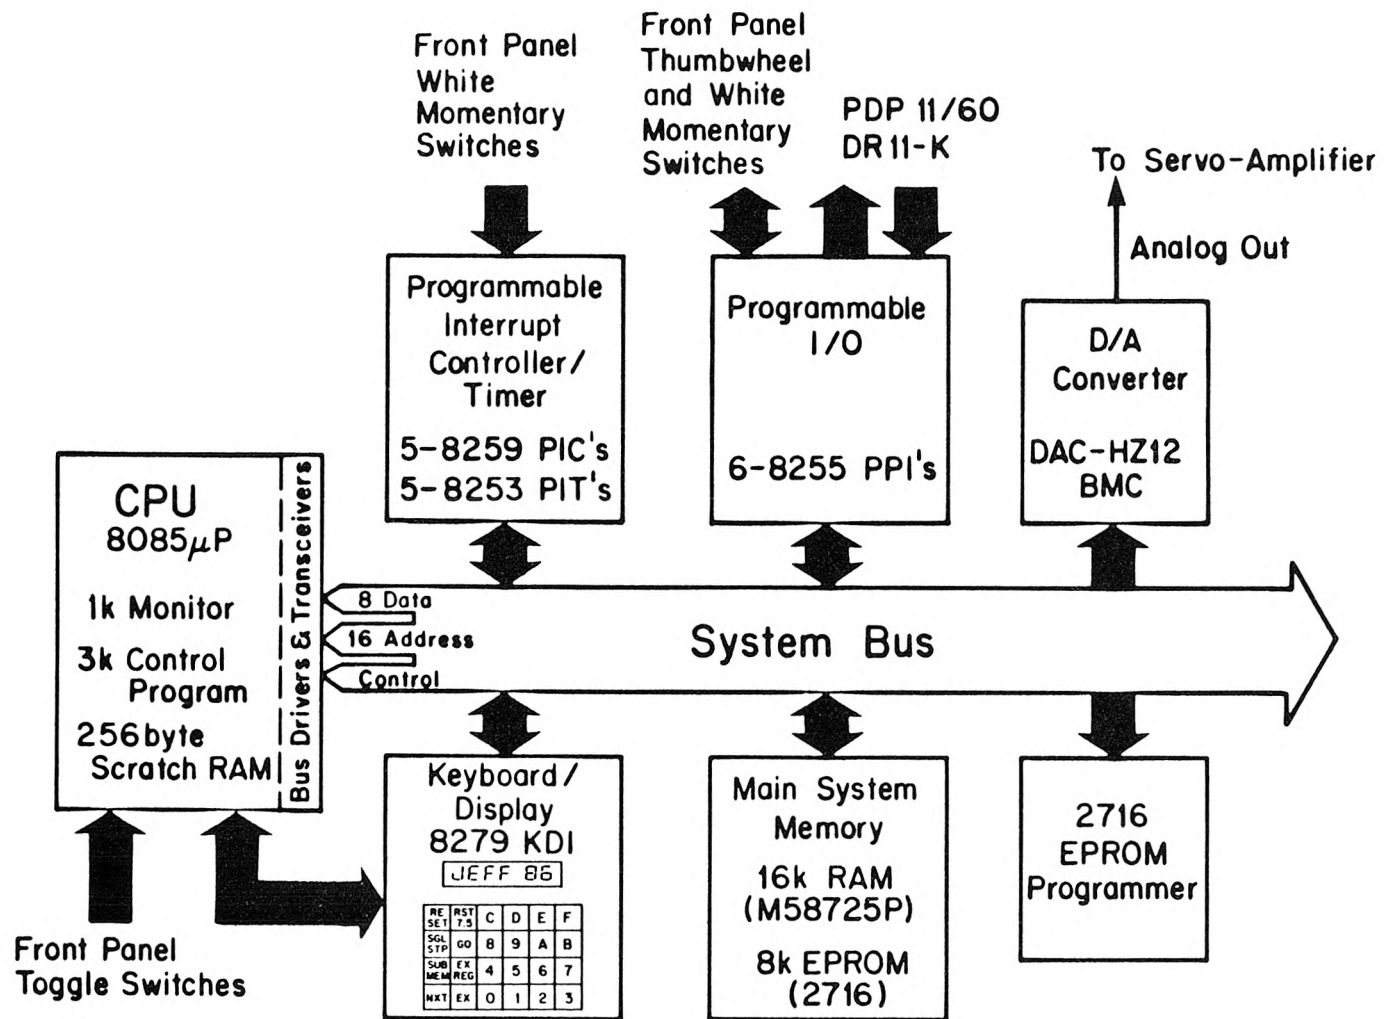 Front Panel
White
Momentary
Switches
Front Panel
Thumbwheel
and White
Momentary
Switches
PDP 11/60
DR11-K
To Servo-Amplifier
Analog Out
Programmable
Interrupt
Controller/
Timer
5-8259 PIC's
5-8253 PIT's
Programmable
I/O
6-8255 PPI's
D/A
Converter
DAC-HZ12
BMC
CPU
8085μP
1k Monitor
3k Control
Program
256byte
Scratch RAM
Bus Drivers & Transceivers
8 Data
16 Address
Control
System Bus
Keyboard/
Display
8279 KDI
JEFF 86
RE SET RST 7.5 C D E F
SGL STP GO 8 9 A B
SUB MEM EX REG 4 5 6 7
NXT EX 0 1 2 3
Main System
Memory
16k RAM
(M58725P)
8k EPROM
(2716)
2716
EPROM
Programmer
Front Panel
Toggle Switches